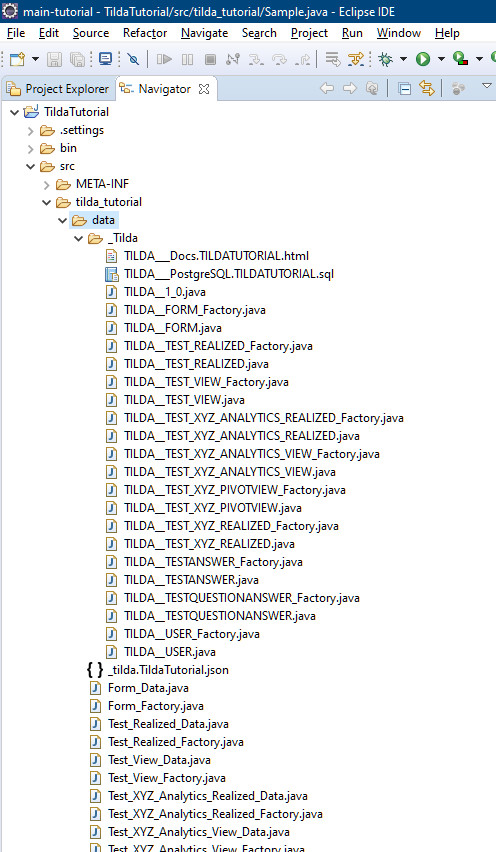 main-tutorial - TildaTutorial/src/tilda_tutorial/Sample.java - Eclipse IDE
File Edit Source Refactor Navigate Search Project Run Window Help
Project Explorer Navigator
TildaTutorial
.settings
bin
src
META-INF
tilda_tutorial
data
_Tilda
TILDA___Docs.TILDATUTORIAL.html
TILDA___PostgreSQL.TILDATUTORIAL.sql
TILDA__1_0.java
TILDA__FORM_Factory.java
TILDA__FORM.java
TILDA__TEST_REALIZED_Factory.java
TILDA__TEST_REALIZED.java
TILDA__TEST_VIEW_Factory.java
TILDA__TEST_VIEW.java
TILDA__TEST_XYZ_ANALYTICS_REALIZED_Factory.java
TILDA__TEST_XYZ_ANALYTICS_REALIZED.java
TILDA__TEST_XYZ_ANALYTICS_VIEW_Factory.java
TILDA__TEST_XYZ_ANALYTICS_VIEW.java
TILDA__TEST_XYZ_PIVOTVIEW_Factory.java
TILDA__TEST_XYZ_PIVOTVIEW.java
TILDA__TEST_XYZ_REALIZED_Factory.java
TILDA__TEST_XYZ_REALIZED.java
TILDA__TESTANSWER_Factory.java
TILDA__TESTANSWER.java
TILDA__TESTQUESTIONANSWER_Factory.java
TILDA__TESTQUESTIONANSWER.java
TILDA__USER_Factory.java
TILDA__USER.java
{ } _tilda.TildaTutorial.json
Form_Data.java
Form_Factory.java
Test_Realized_Data.java
Test_Realized_Factory.java
Test_View_Data.java
Test_View_Factory.java
Test_XYZ_Analytics_Realized_Data.java
Test_XYZ_Analytics_Realized_Factory.java
Test_XYZ_Analytics_View_Data.java
Test_XYZ_Analytics_View_Factory.java